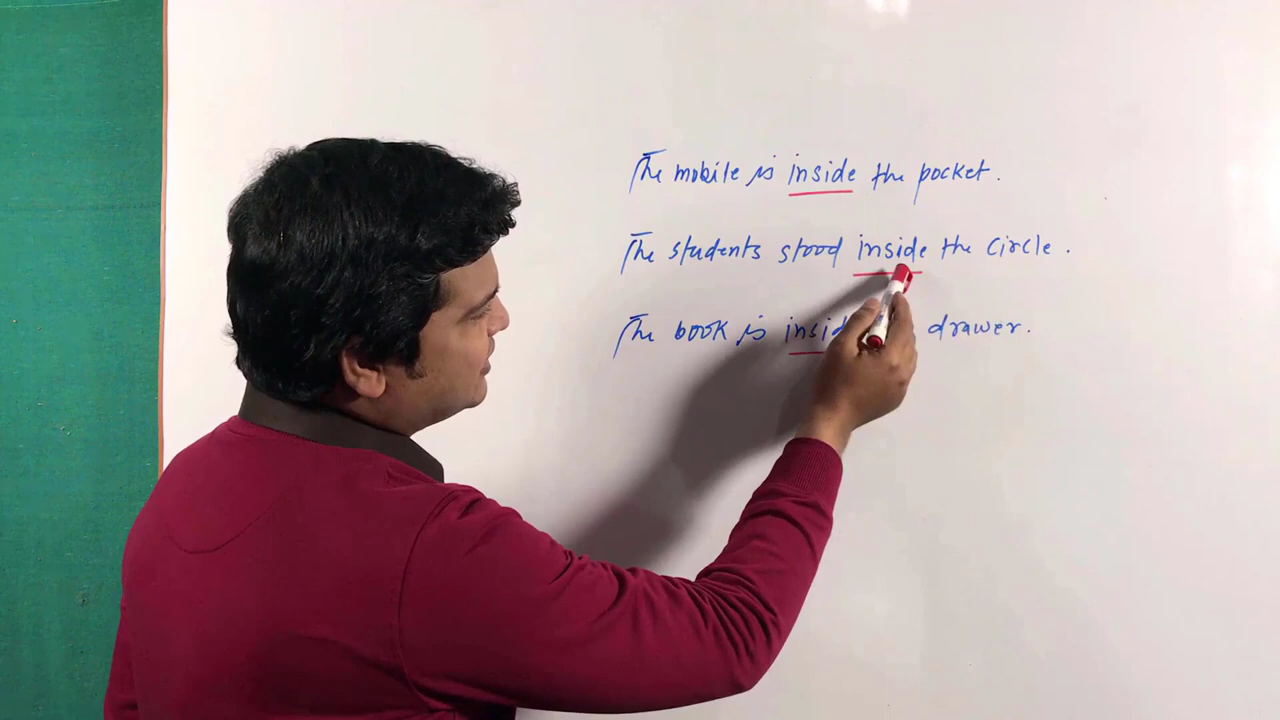 The mobile is inside the pocket.
The students stood inside the circle.
The book is drawer.